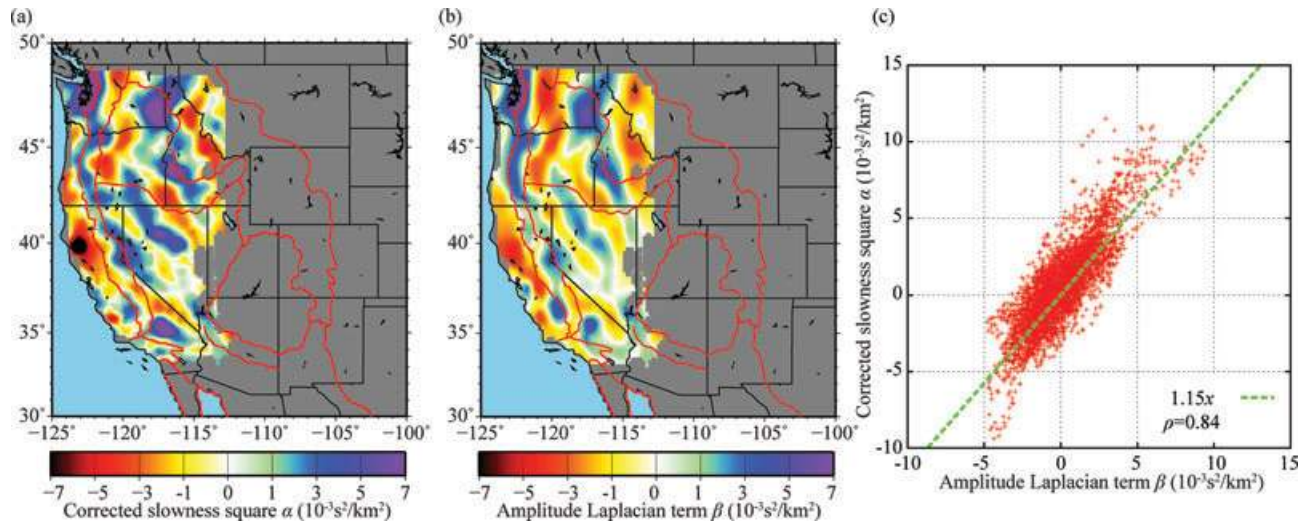 (a)
50°
45°
40°
35°
30°
−125° −120° −115° −110° −105° −100°
−7 −5 −3 −1 0 1 3 5 7
Corrected slowness square α (10⁻³s²/km²)
(b)
50°
45°
40°
35°
30°
−125° −120° −115° −110° −105° −100°
−7 −5 −3 −1 0 1 3 5 7
Amplitude Laplacian term β (10⁻³s²/km²)
(c)
Corrected slowness square α (10⁻³s²/km²)
15
10
5
0
-5
-10
1.15x
ρ=0.84
-10 -5 0 5 10 15
Amplitude Laplacian term β (10⁻³s²/km²)